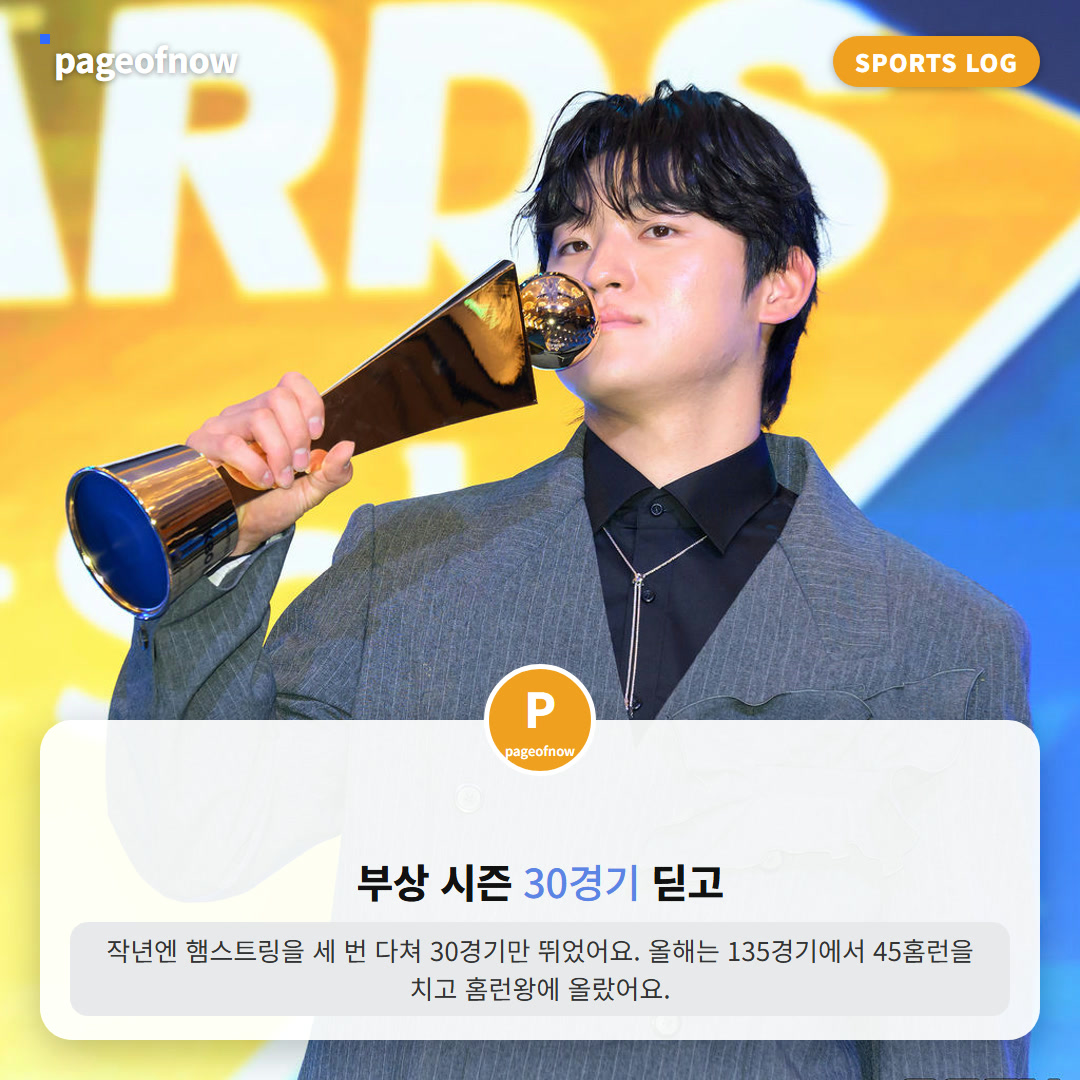 ARDS
pageofnow
SPORTS LOG
P
pageofnow
부상 시즌 30경기 딛고
작년엔 햄스트링을 세 번 다쳐 30경기만 뛰었어요. 올해는 135경기에서 45홈런을
치고 홈런왕에 올랐어요.